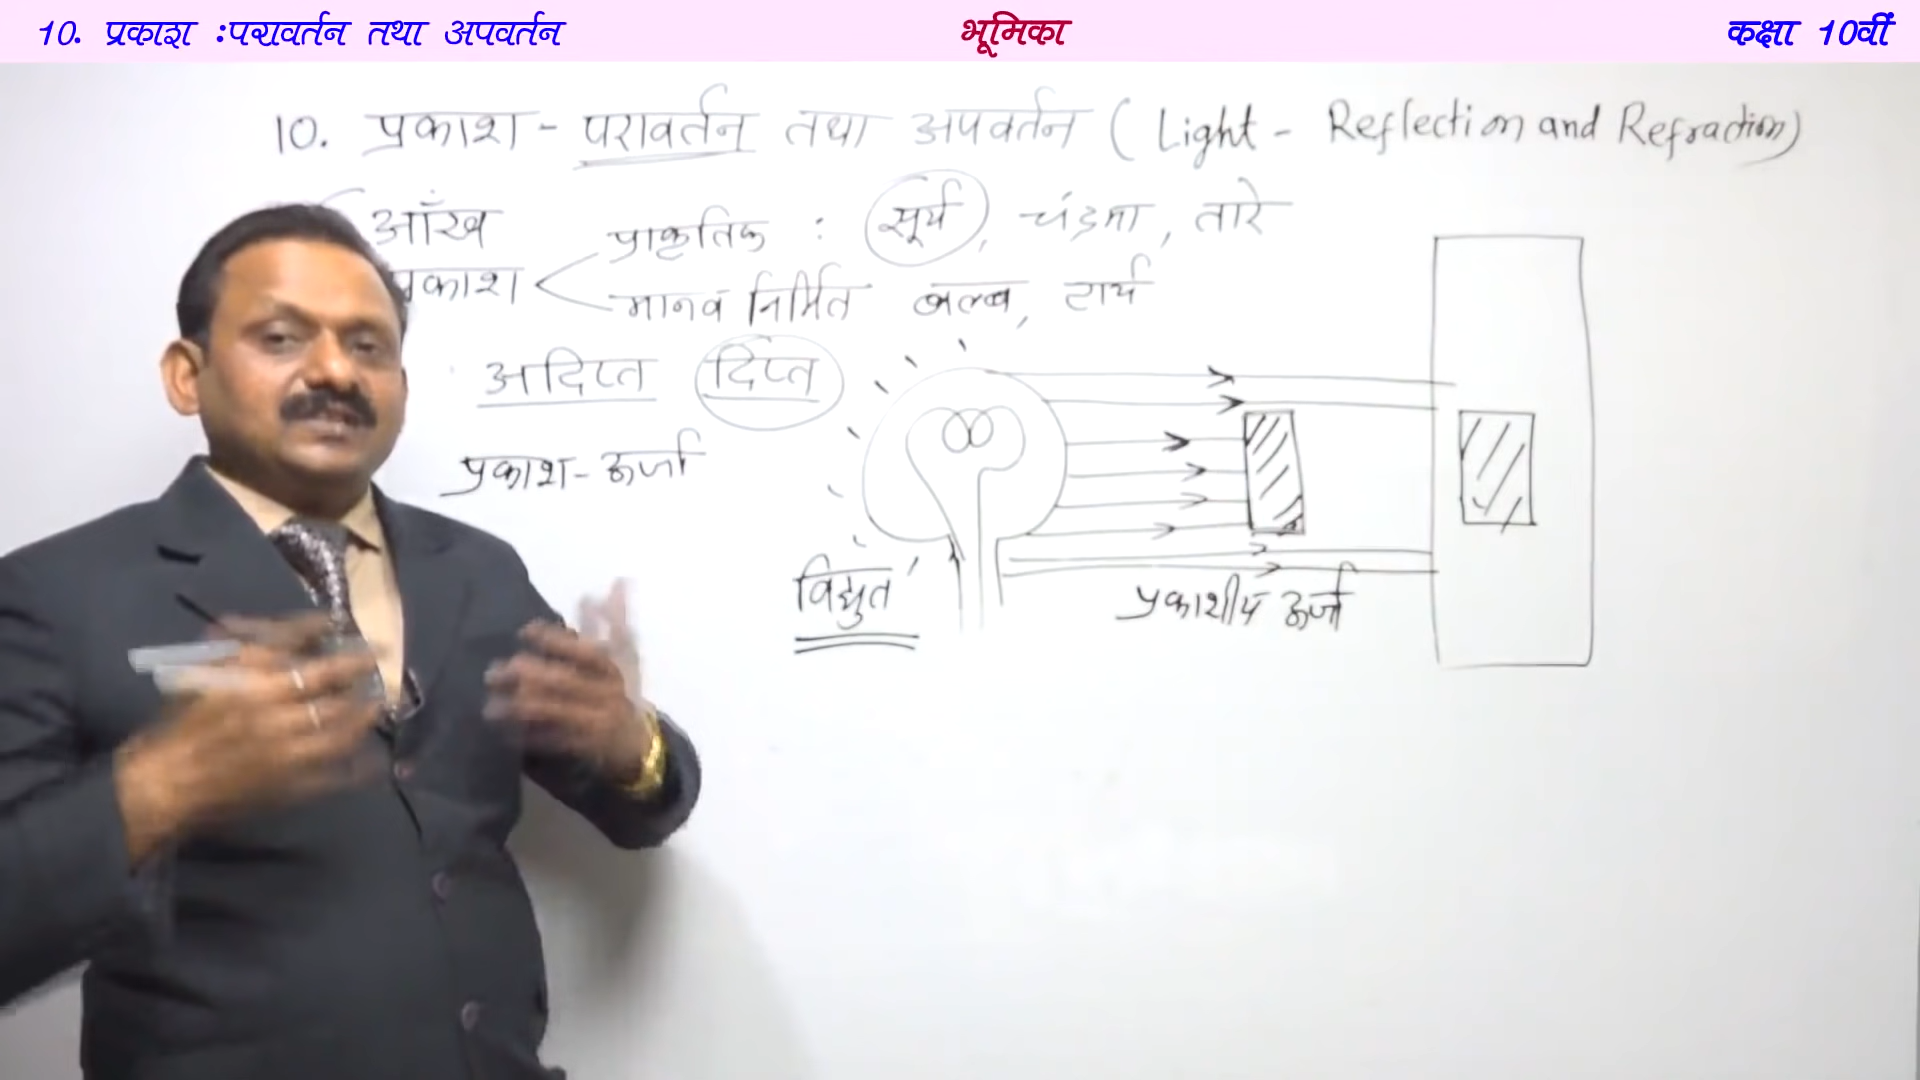 10. प्रकाश :परावर्तन तथा अपवर्तन
भूमिका
कक्षा 10वीं
10. प्रकाश - परावर्तन तथा अपवर्तन ( Light - Reflection and Refraction)
आँख
प्राकृतिक : सूर्य, चंद्रमा, तारे
प्रकाश
मानव निर्मित बल्ब, टार्च
अदिप्त दिप्त
प्रकाश - ऊर्जा
विद्युत
प्रकाशीय ऊर्जा